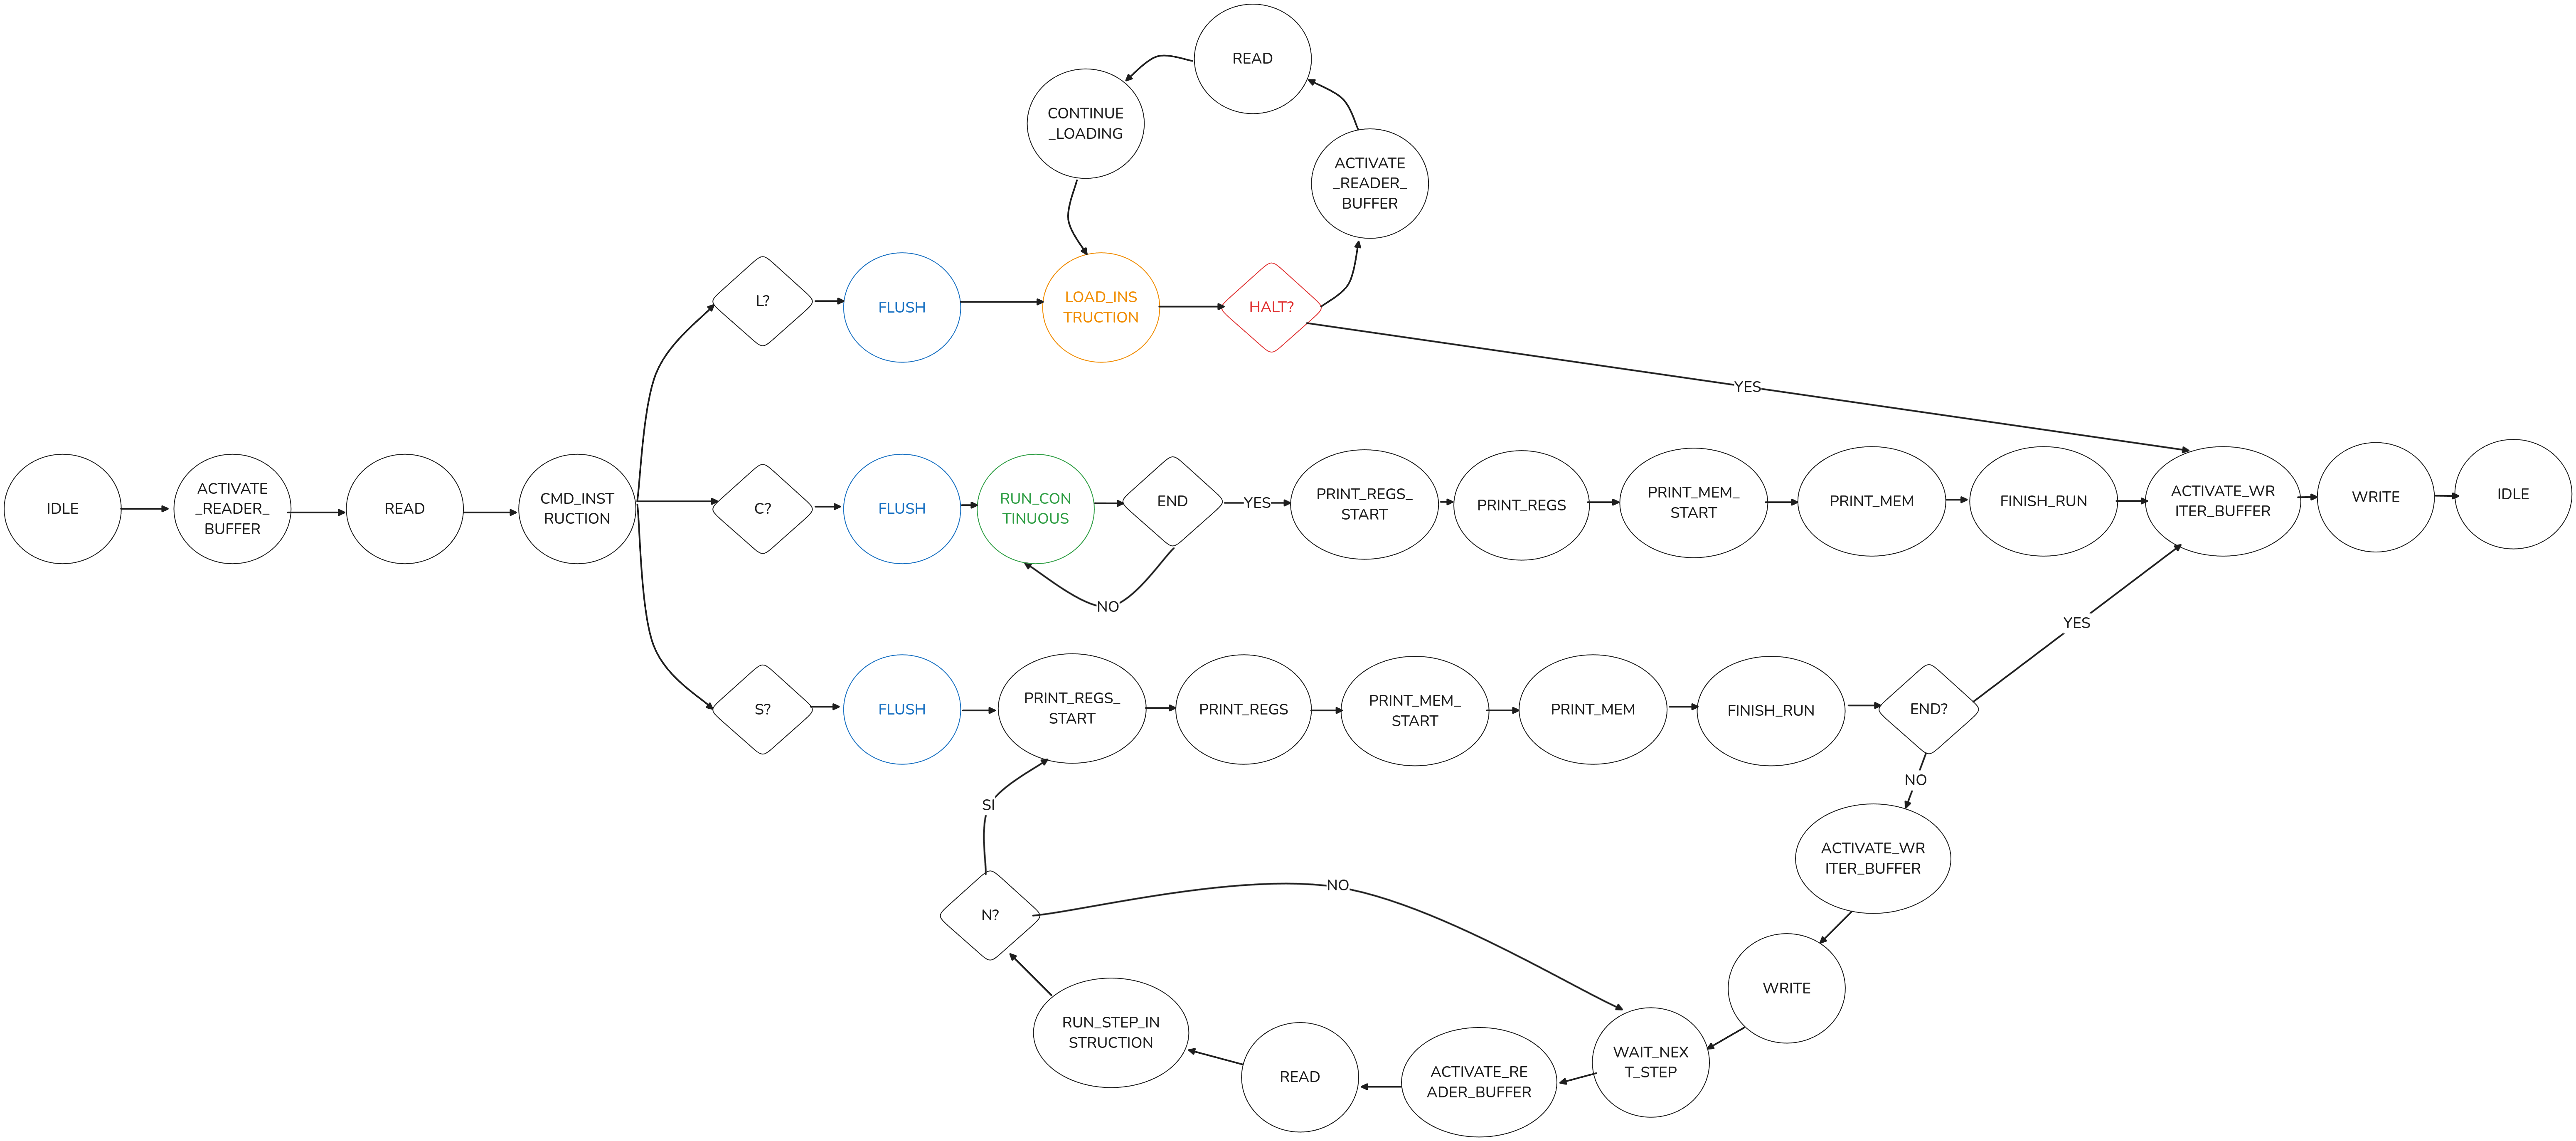 READ
CONTINUE
_LOADING
ACTIVATE
_READER_
BUFFER
L?
FLUSH
LOAD_INS
TRUCTION
HALT?
YES
IDLE
ACTIVATE
_READER_
BUFFER
READ
CMD_INST
RUCTION
C?
FLUSH
RUN_CON
TINUOUS
END
YES
PRINT_REGS_
START
PRINT_REGS
PRINT_MEM_
START
PRINT_MEM
FINISH_RUN
ACTIVATE_WR
ITER_BUFFER
WRITE
IDLE
NO
YES
S?
FLUSH
PRINT_REGS_
START
PRINT_REGS
PRINT_MEM_
START
PRINT_MEM
FINISH_RUN
END?
NO
SI
ACTIVATE_WR
ITER_BUFFER
N?
NO
WRITE
RUN_STEP_IN
STRUCTION
READ
ACTIVATE_RE
ADER_BUFFER
WAIT_NEX
T_STEP